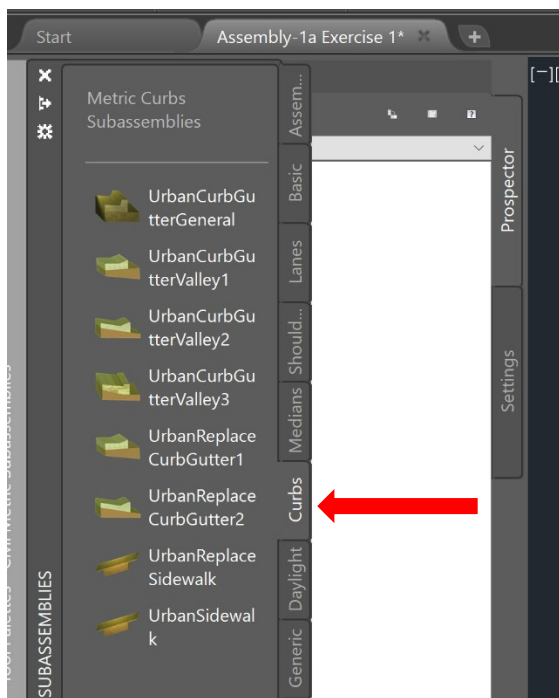 Start
Assembly-1a Exercise 1*
Metric Curbs
Subassemblies
UrbanCurbGu
tterGeneral
UrbanCurbGu
tterValley1
UrbanCurbGu
tterValley2
UrbanCurbGu
tterValley3
UrbanReplace
CurbGutter1
UrbanReplace
CurbGutter2
UrbanReplace
Sidewalk
UrbanSidewal
k
Assem...
Basic
Lanes
Should...
Medians
Curbs
Daylight
Generic
Prospector
Settings
SUBASSEMBLIES
[−][